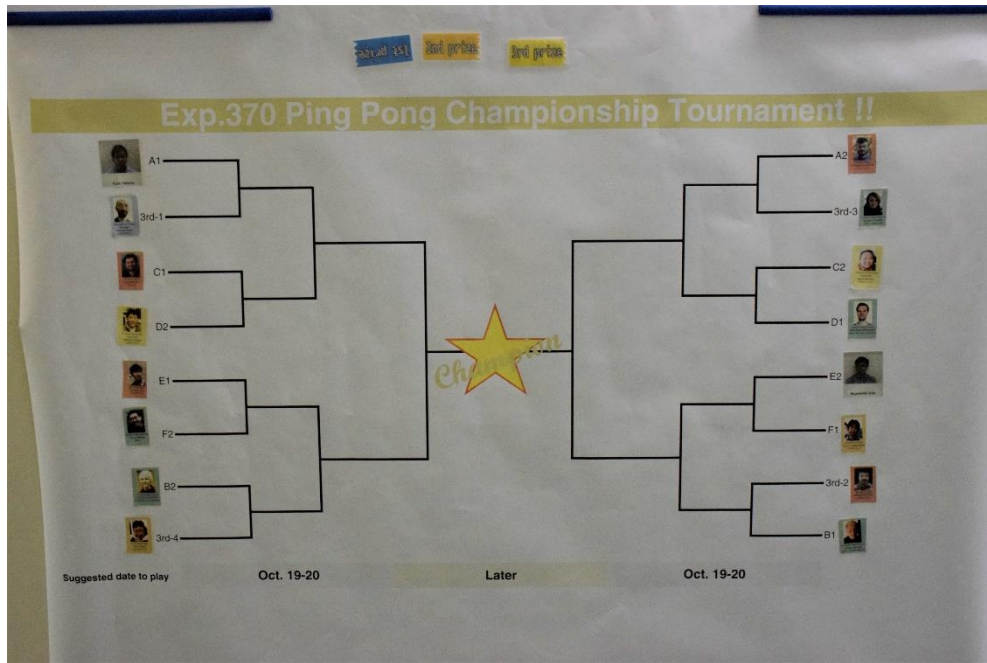 1st prize 2nd prize 3rd prize
Exp.370 Ping Pong Championship Tournament !!
A1
3rd-1
C1
D2
E1
F2
B2
3rd-4
Champion
A2
3rd-3
C2
D1
E2
F1
3rd-2
B1
Suggested date to play Oct. 19-20 Later Oct. 19-20